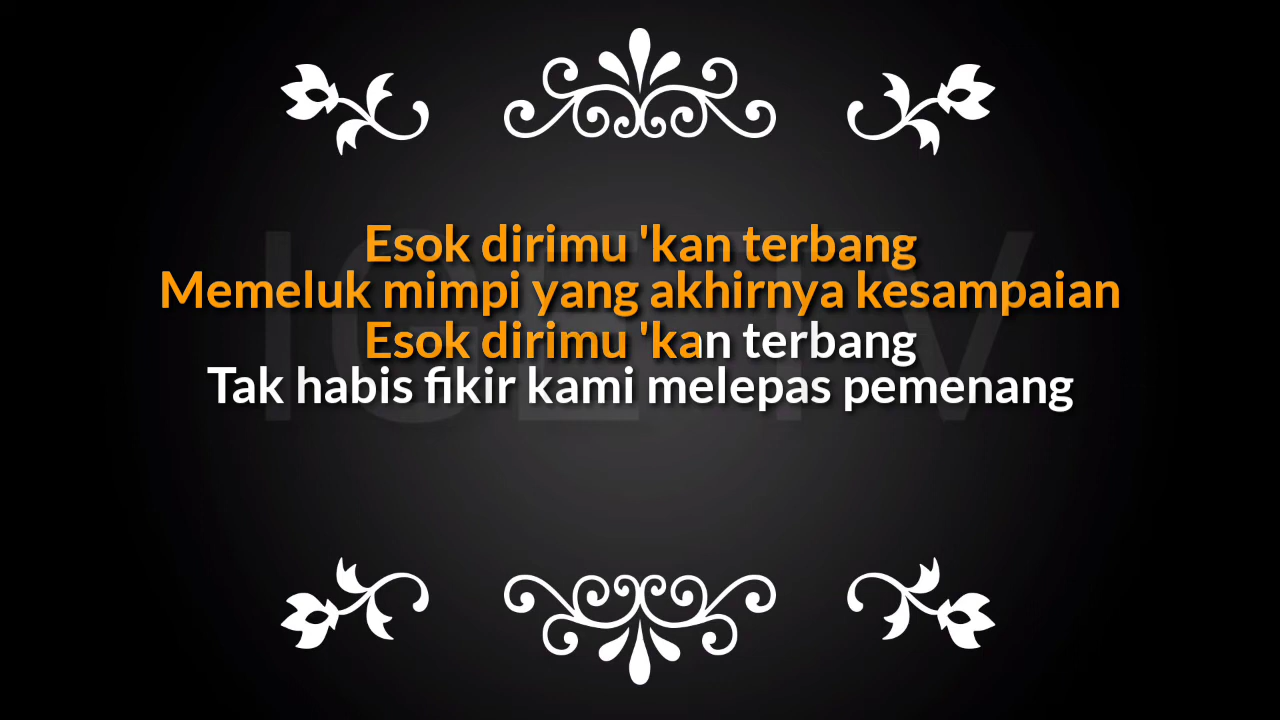 Esok dirimu 'kan terbang
Memeluk mimpi yang akhirnya kesampaian
Esok dirimu 'kan terbang
Tak habis fikir kami melepas pemenang